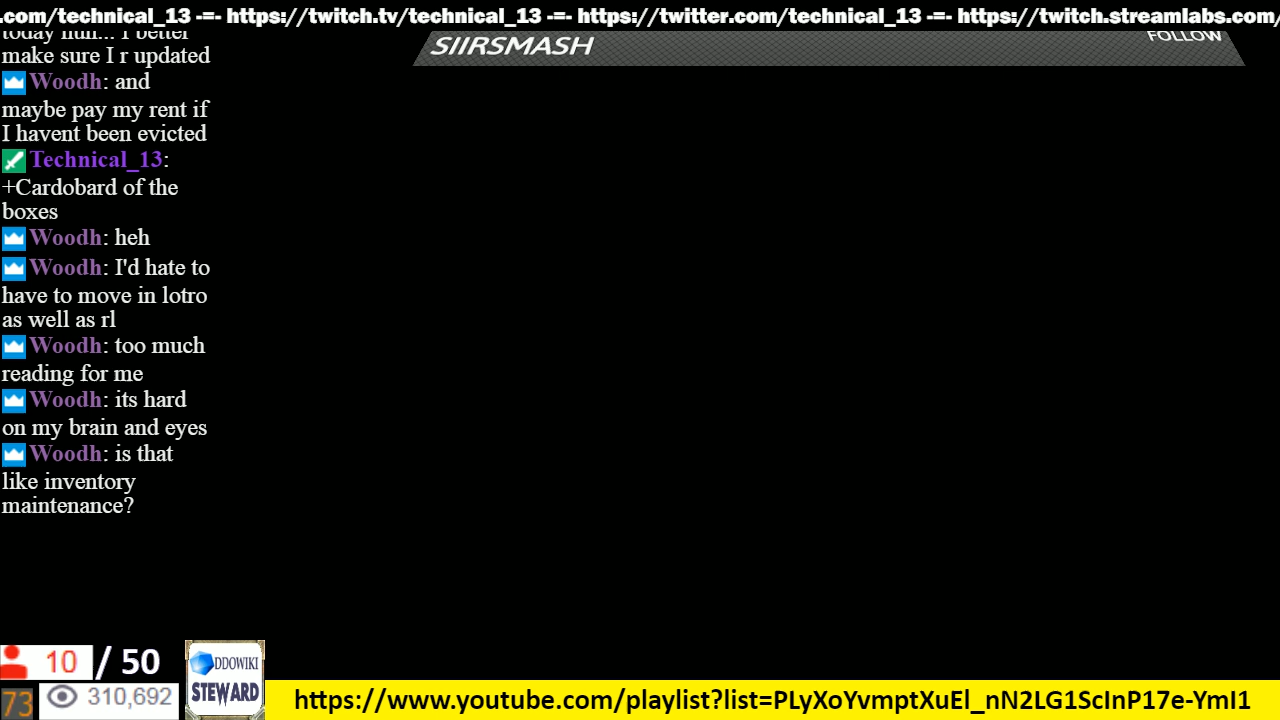 .com/technical_13 -=- https://twitch.tv/technical_13 -=- https://twitter.com/technical_13 -=- https://twitch.streamlabs.com/
SIIRSMASH
FOLLOW
today huh... I better
make sure I r updated
Woodh: and
maybe pay my rent if
I havent been evicted
Technical_13:
+Cardobard of the
boxes
Woodh: heh
Woodh: I'd hate to
have to move in lotro
as well as rl
Woodh: too much
reading for me
Woodh: its hard
on my brain and eyes
Woodh: is that
like inventory
maintenance?
10 / 50
73
310,692
DDOWIKI
STEWARD
https://www.youtube.com/playlist?list=PLyXoYvmptXuEl_nN2LG1ScInP17e-YmI1